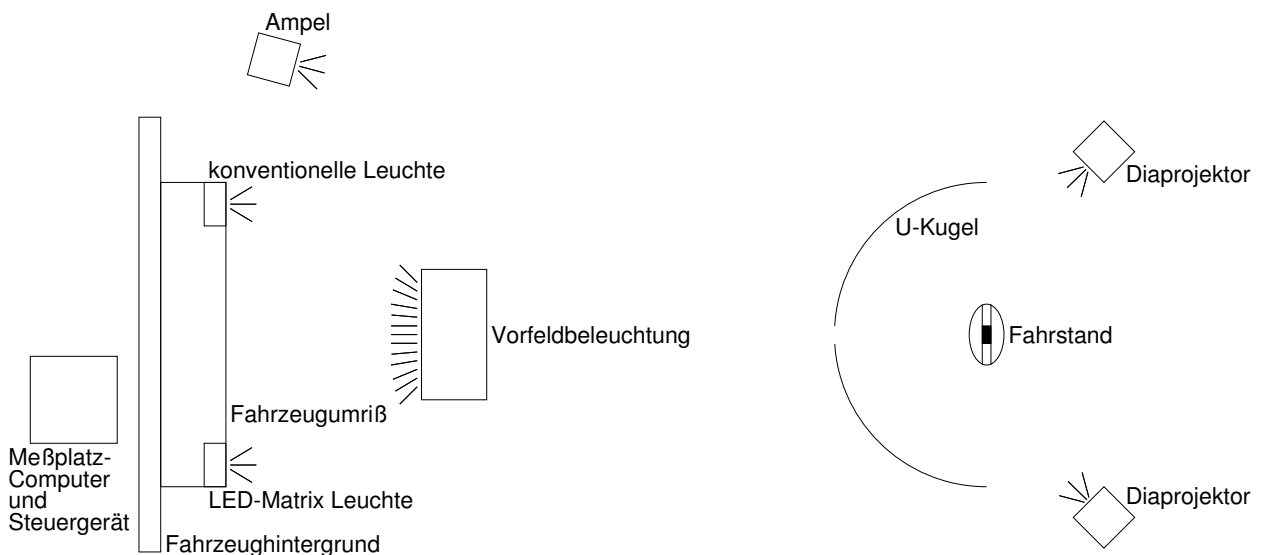 Ampel
konventionelle Leuchte
Diaprojektor
U-Kugel
Vorfeldbeleuchtung
Fahrstand
Fahrzeugumriß
Meßplatz-
Computer
und
Steuergerät
LED-Matrix Leuchte
Diaprojektor
Fahrzeughintergrund